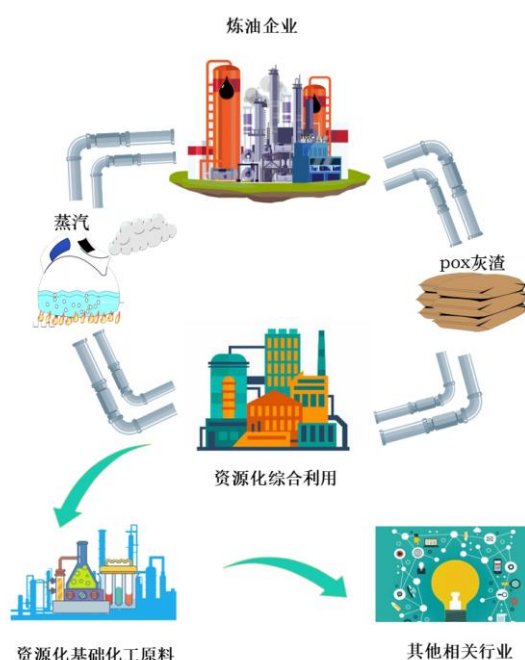 炼油企业
蒸汽
pox灰渣
资源化综合利用
资源化基础化工原料
其他相关行业